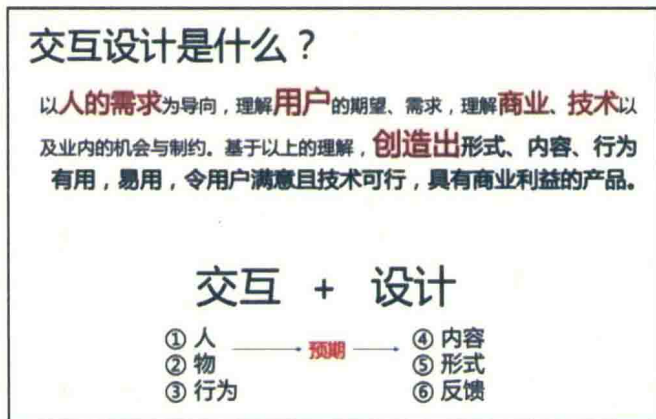 交互设计是什么？
以人的需求为导向，理解用户的期望、需求，理解商业、技术以
及业内的机会与制约。基于以上的理解，创造出形式、内容、行为
有用，易用，令用户满意且技术可行，具有商业利益的产品。
交互 + 设计
① 人 预期 ④ 内容
② 物 ⑤ 形式
③ 行为 ⑥ 反馈